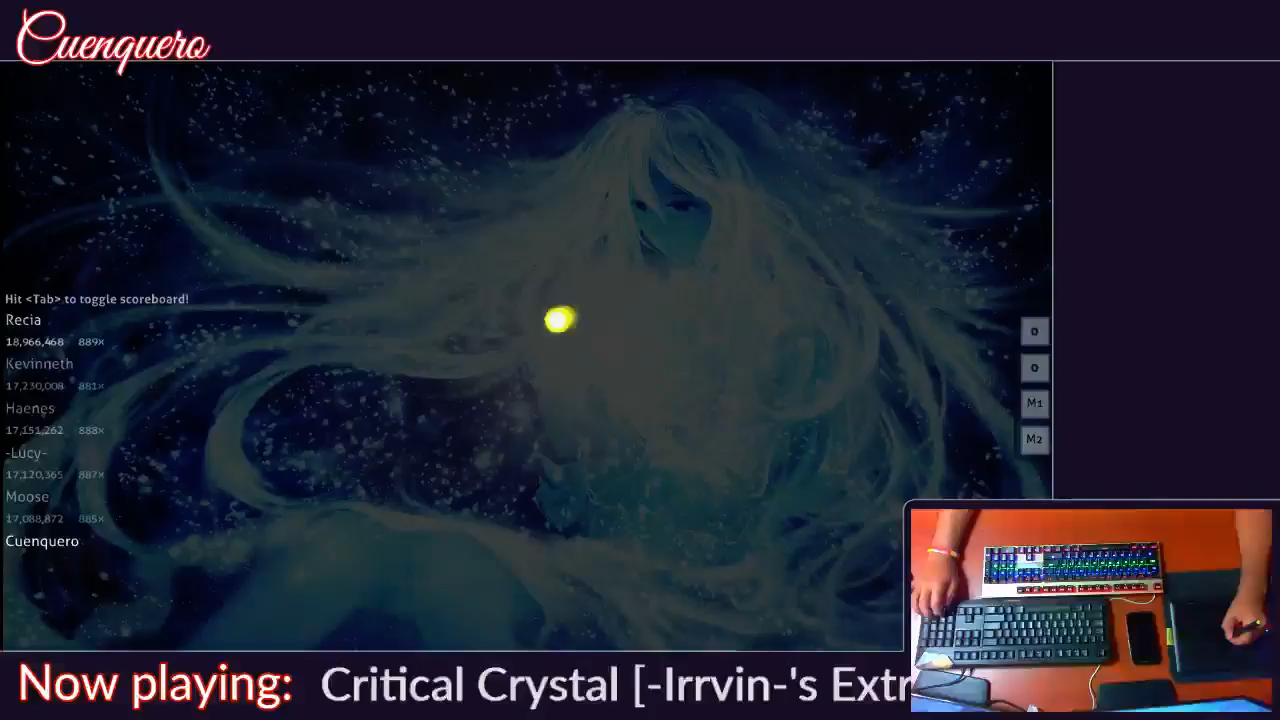 Cuenquero
Hit <Tab> to toggle scoreboard!
Recia
18,966,468 889x
Kevinneth
17,230,008 881x
Haenes
17,151,262 888x
-Lucy-
17,120,365 887x
Moose
17,088,872 885x
Cuenquero
0
0
M1
M2
Now playing: Critical Crystal [-Irrvin-'s Extr